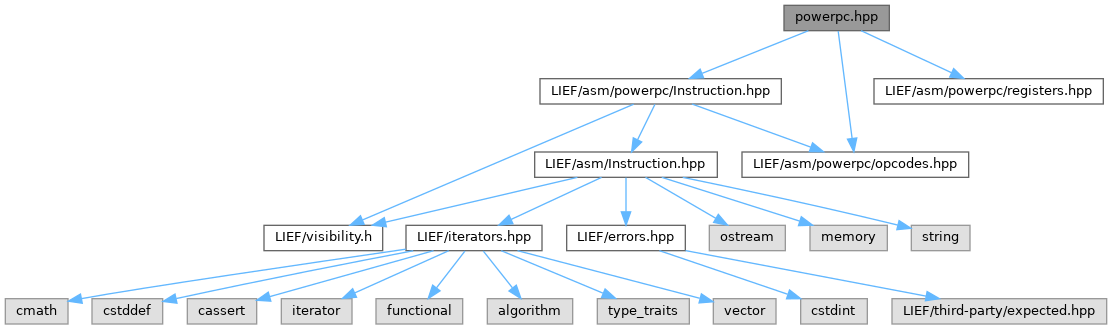 powerpc.hpp
LIEF/asm/powerpc/Instruction.hpp
LIEF/asm/powerpc/registers.hpp
LIEF/asm/Instruction.hpp
LIEF/asm/powerpc/opcodes.hpp
LIEF/visibility.h
LIEF/iterators.hpp
LIEF/errors.hpp
ostream
memory
string
cmath
cstddef
cassert
iterator
functional
algorithm
type_traits
vector
cstdint
LIEF/third-party/expected.hpp